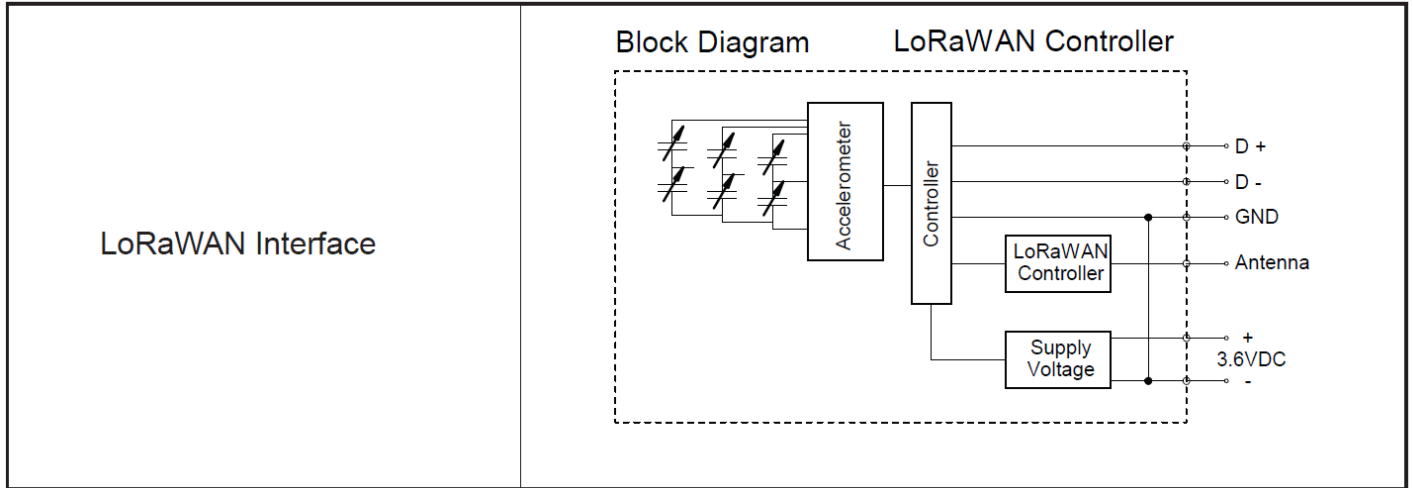 LoRaWAN Interface
Block Diagram
LoRaWAN Controller
Accelerometer
Controller
D +
D -
GND
LoRaWAN
Controller
Antenna
Supply
Voltage
+
3.6VDC
-